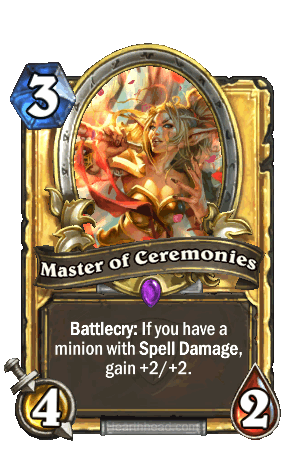 3
Master of Ceremonies
Battlecry: If you have a
minion with Spell Damage,
gain +2/+2.
4
2